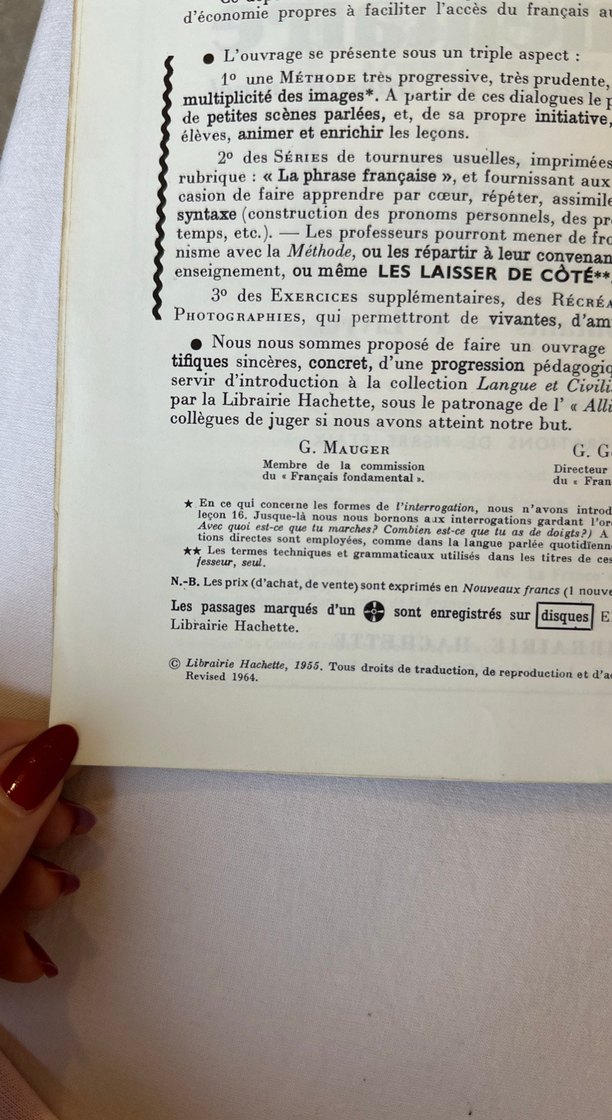 d'économie propres à faciliter l'accès du français
● L'ouvrage se présente sous un triple aspect :
1º une MÉTHODE très progressive, très prudente,
multiplicité des images*. A partir de ces dialogues le
de petites scènes parlées, et, de sa propre initiative,
élèves, animer et enrichir les leçons.
2º des SÉRIES de tournures usuelles, imprimées
rubrique : « La phrase française », et fournissant aux
casion de faire apprendre par cœur, répéter, assimile
syntaxe (construction des pronoms personnels, des
temps, etc.). — Les professeurs pourront mener de
nisme avec la Méthode, ou les répartir à leur convenan
enseignement, ou même LES LAISSER DE CÔTÉ**
3º des EXERCICES supplémentaires, des RÉCRÉA
PHOTOGRAPHIES, qui permettront de vivantes, d'am
● Nous nous sommes proposé de faire un ouvrage
tifiques sincères, concret, d'une progression pédagogiq
servir d'introduction à la collection Langue et Civili
par la Librairie Hachette, sous le patronage de l' « Alli
collègues de juger si nous avons atteint notre but.
G. MAUGER G. G
Membre de la commission Directeur
du « Français fondamental ». du « Fran
★ En ce qui concerne les formes de l'interrogation, nous n'avons introd
leçon 16. Jusque-là nous nous bornons aux interrogations gardant l'or
Avec quoi est-ce que tu marches? Combien est-ce que tu as de doigts?) A
tions directes sont employées, comme dans la langue parlée quotidienn
★★ Les termes techniques et grammaticaux utilisés dans les titres de ces
fesseur, seul.
N.-B. Les prix (d'achat, de vente) sont exprimés en Nouveaux francs (1 nouve
Les passages marqués d'un sont enregistrés sur disques E
Librairie Hachette.
© Librairie Hachette, 1955. Tous droits de traduction, de reproduction et d'a
Revised 1964.